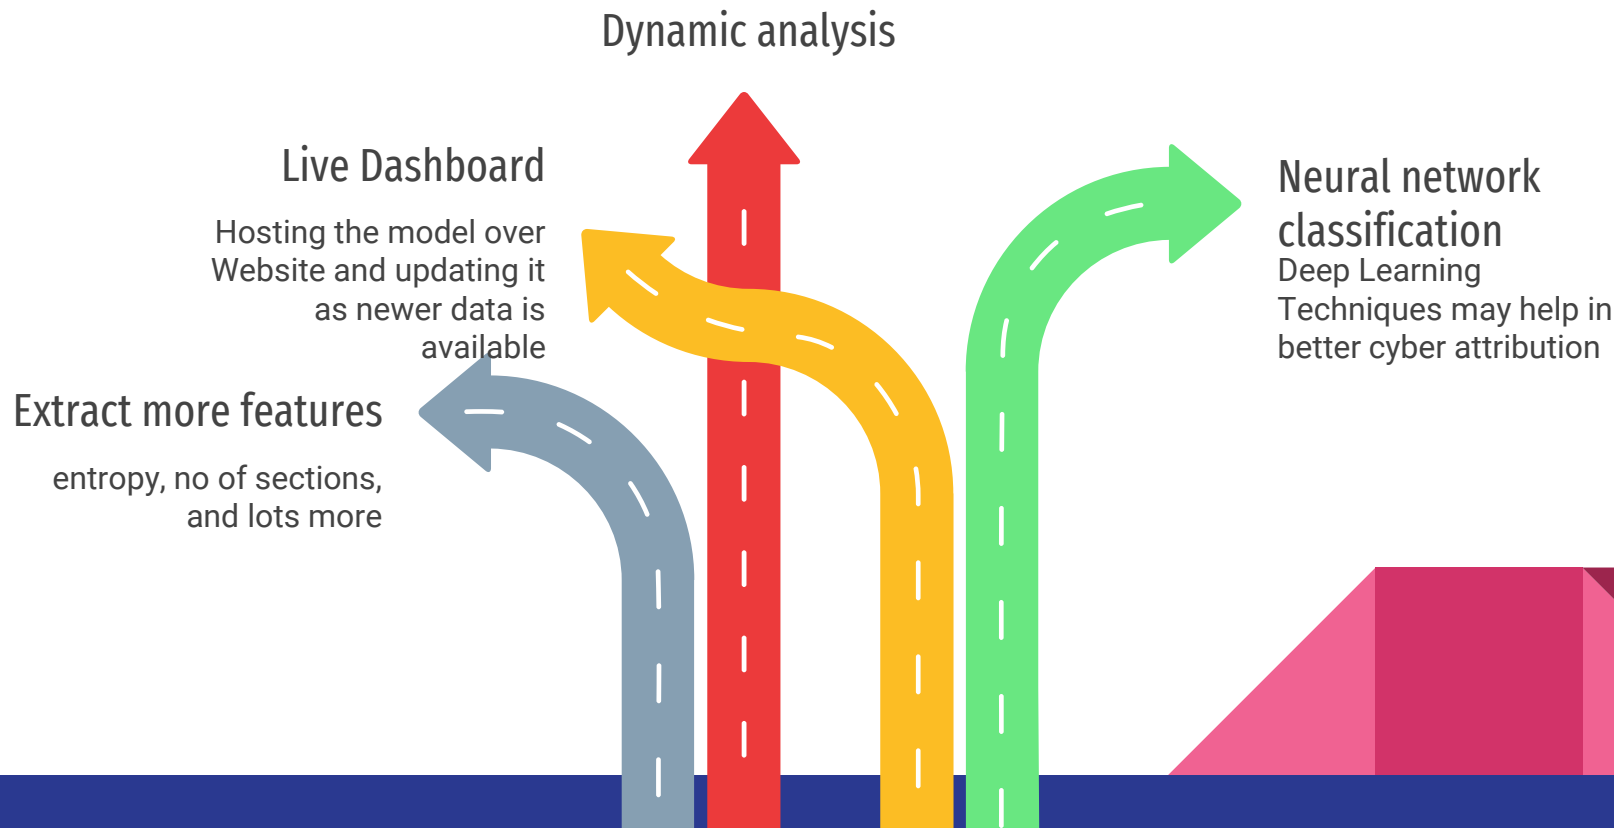 Dynamic analysis
Live Dashboard
Hosting the model over
Website and updating it
as newer data is
available
Extract more features
entropy, no of sections,
and lots more
Neural network
classification
Deep Learning
Techniques may help in
better cyber attribution